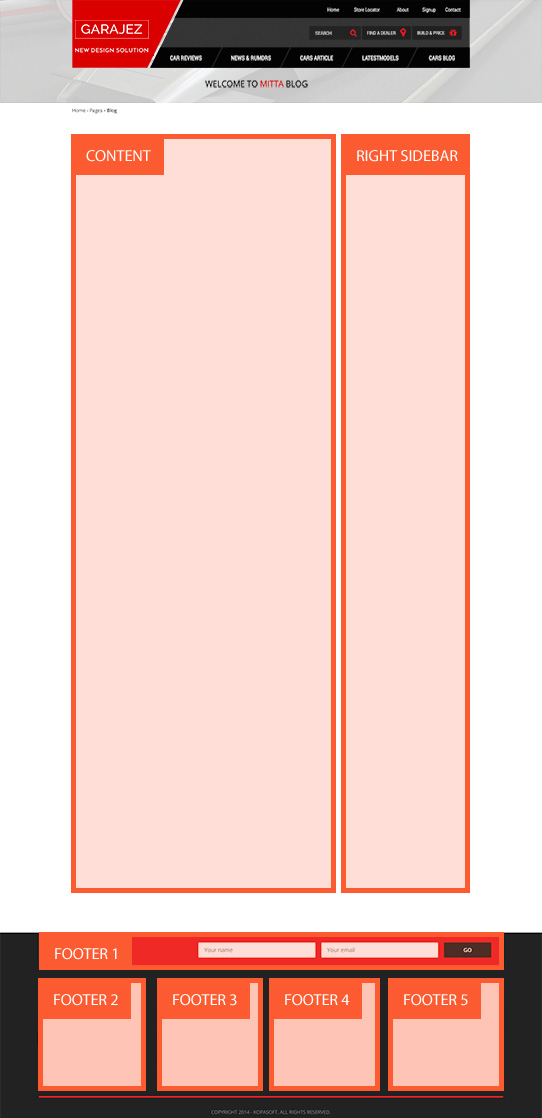 Home Store Locator About Signup Contact
GARAJEZ
NEW DESIGN SOLUTION
SEARCH FIND A DEALER BUILD & PRICE
CAR REVIEWS NEWS & RUMORS CARS ARTICLE LATESTMODELS CARS BLOG
WELCOME TO MITTA BLOG
Home › Pages › Blog
CONTENT
RIGHT SIDEBAR
FOOTER 1
Your name Your email GO
FOOTER 2
FOOTER 3
FOOTER 4
FOOTER 5
COPYRIGHT 2014 - KOPASOFT. ALL RIGHTS RESERVED.